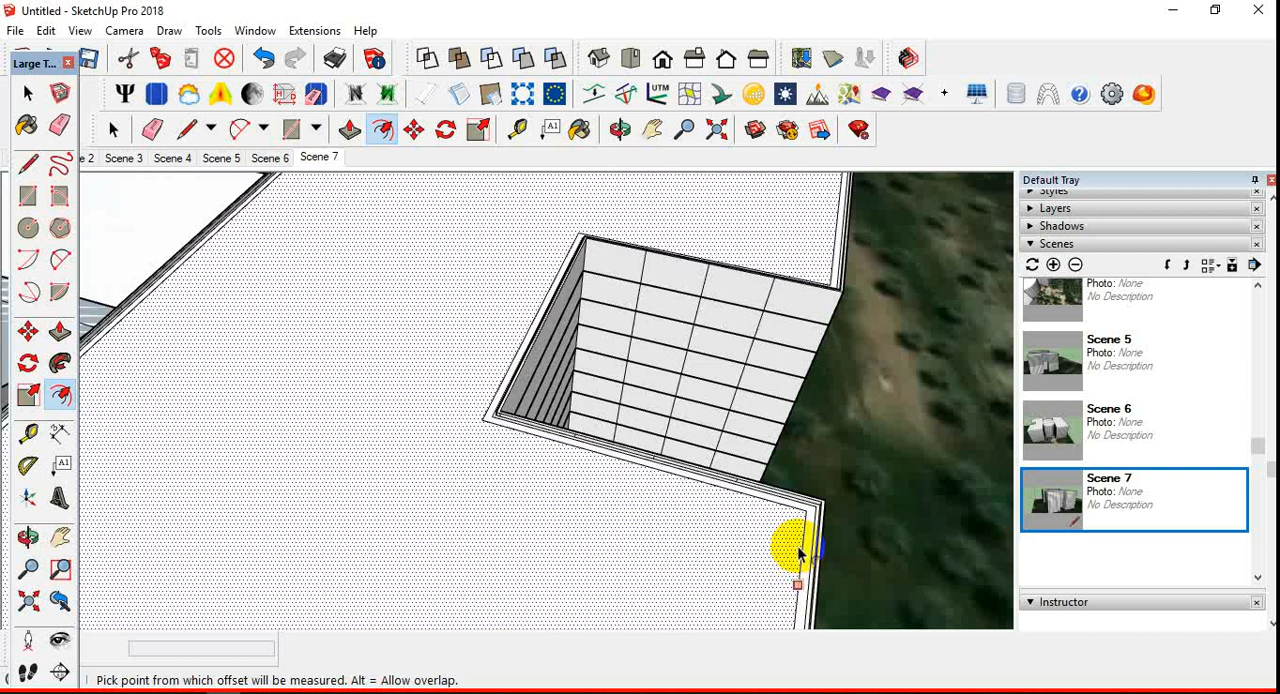 Untitled - SketchUp Pro 2018
File Edit View Camera Draw Tools Window Extensions Help
Large T...
UTM
A1
e 2 Scene 3 Scene 4 Scene 5 Scene 6 Scene 7
A1
Default Tray
Styles
Layers
Shadows
Scenes
Photo: None
No Description
Scene 5
Photo: None
No Description
Scene 6
Photo: None
No Description
Scene 7
Photo: None
No Description
Instructor
Pick point from which offset will be measured. Alt = Allow overlap.